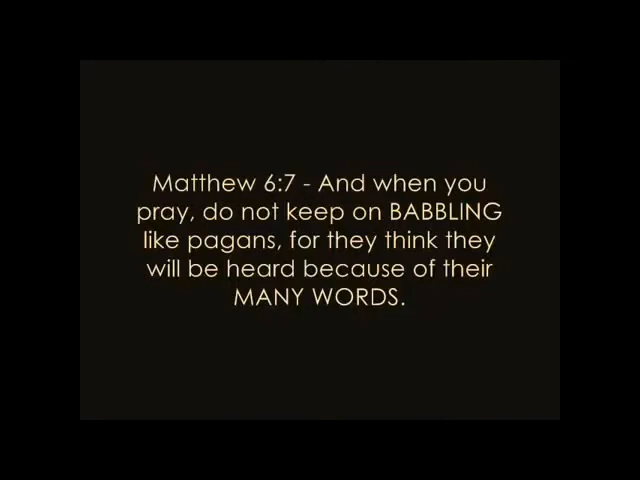 Matthew 6:7 - And when you
pray, do not keep on BABBLING
like pagans, for they think they
will be heard because of their
MANY WORDS.